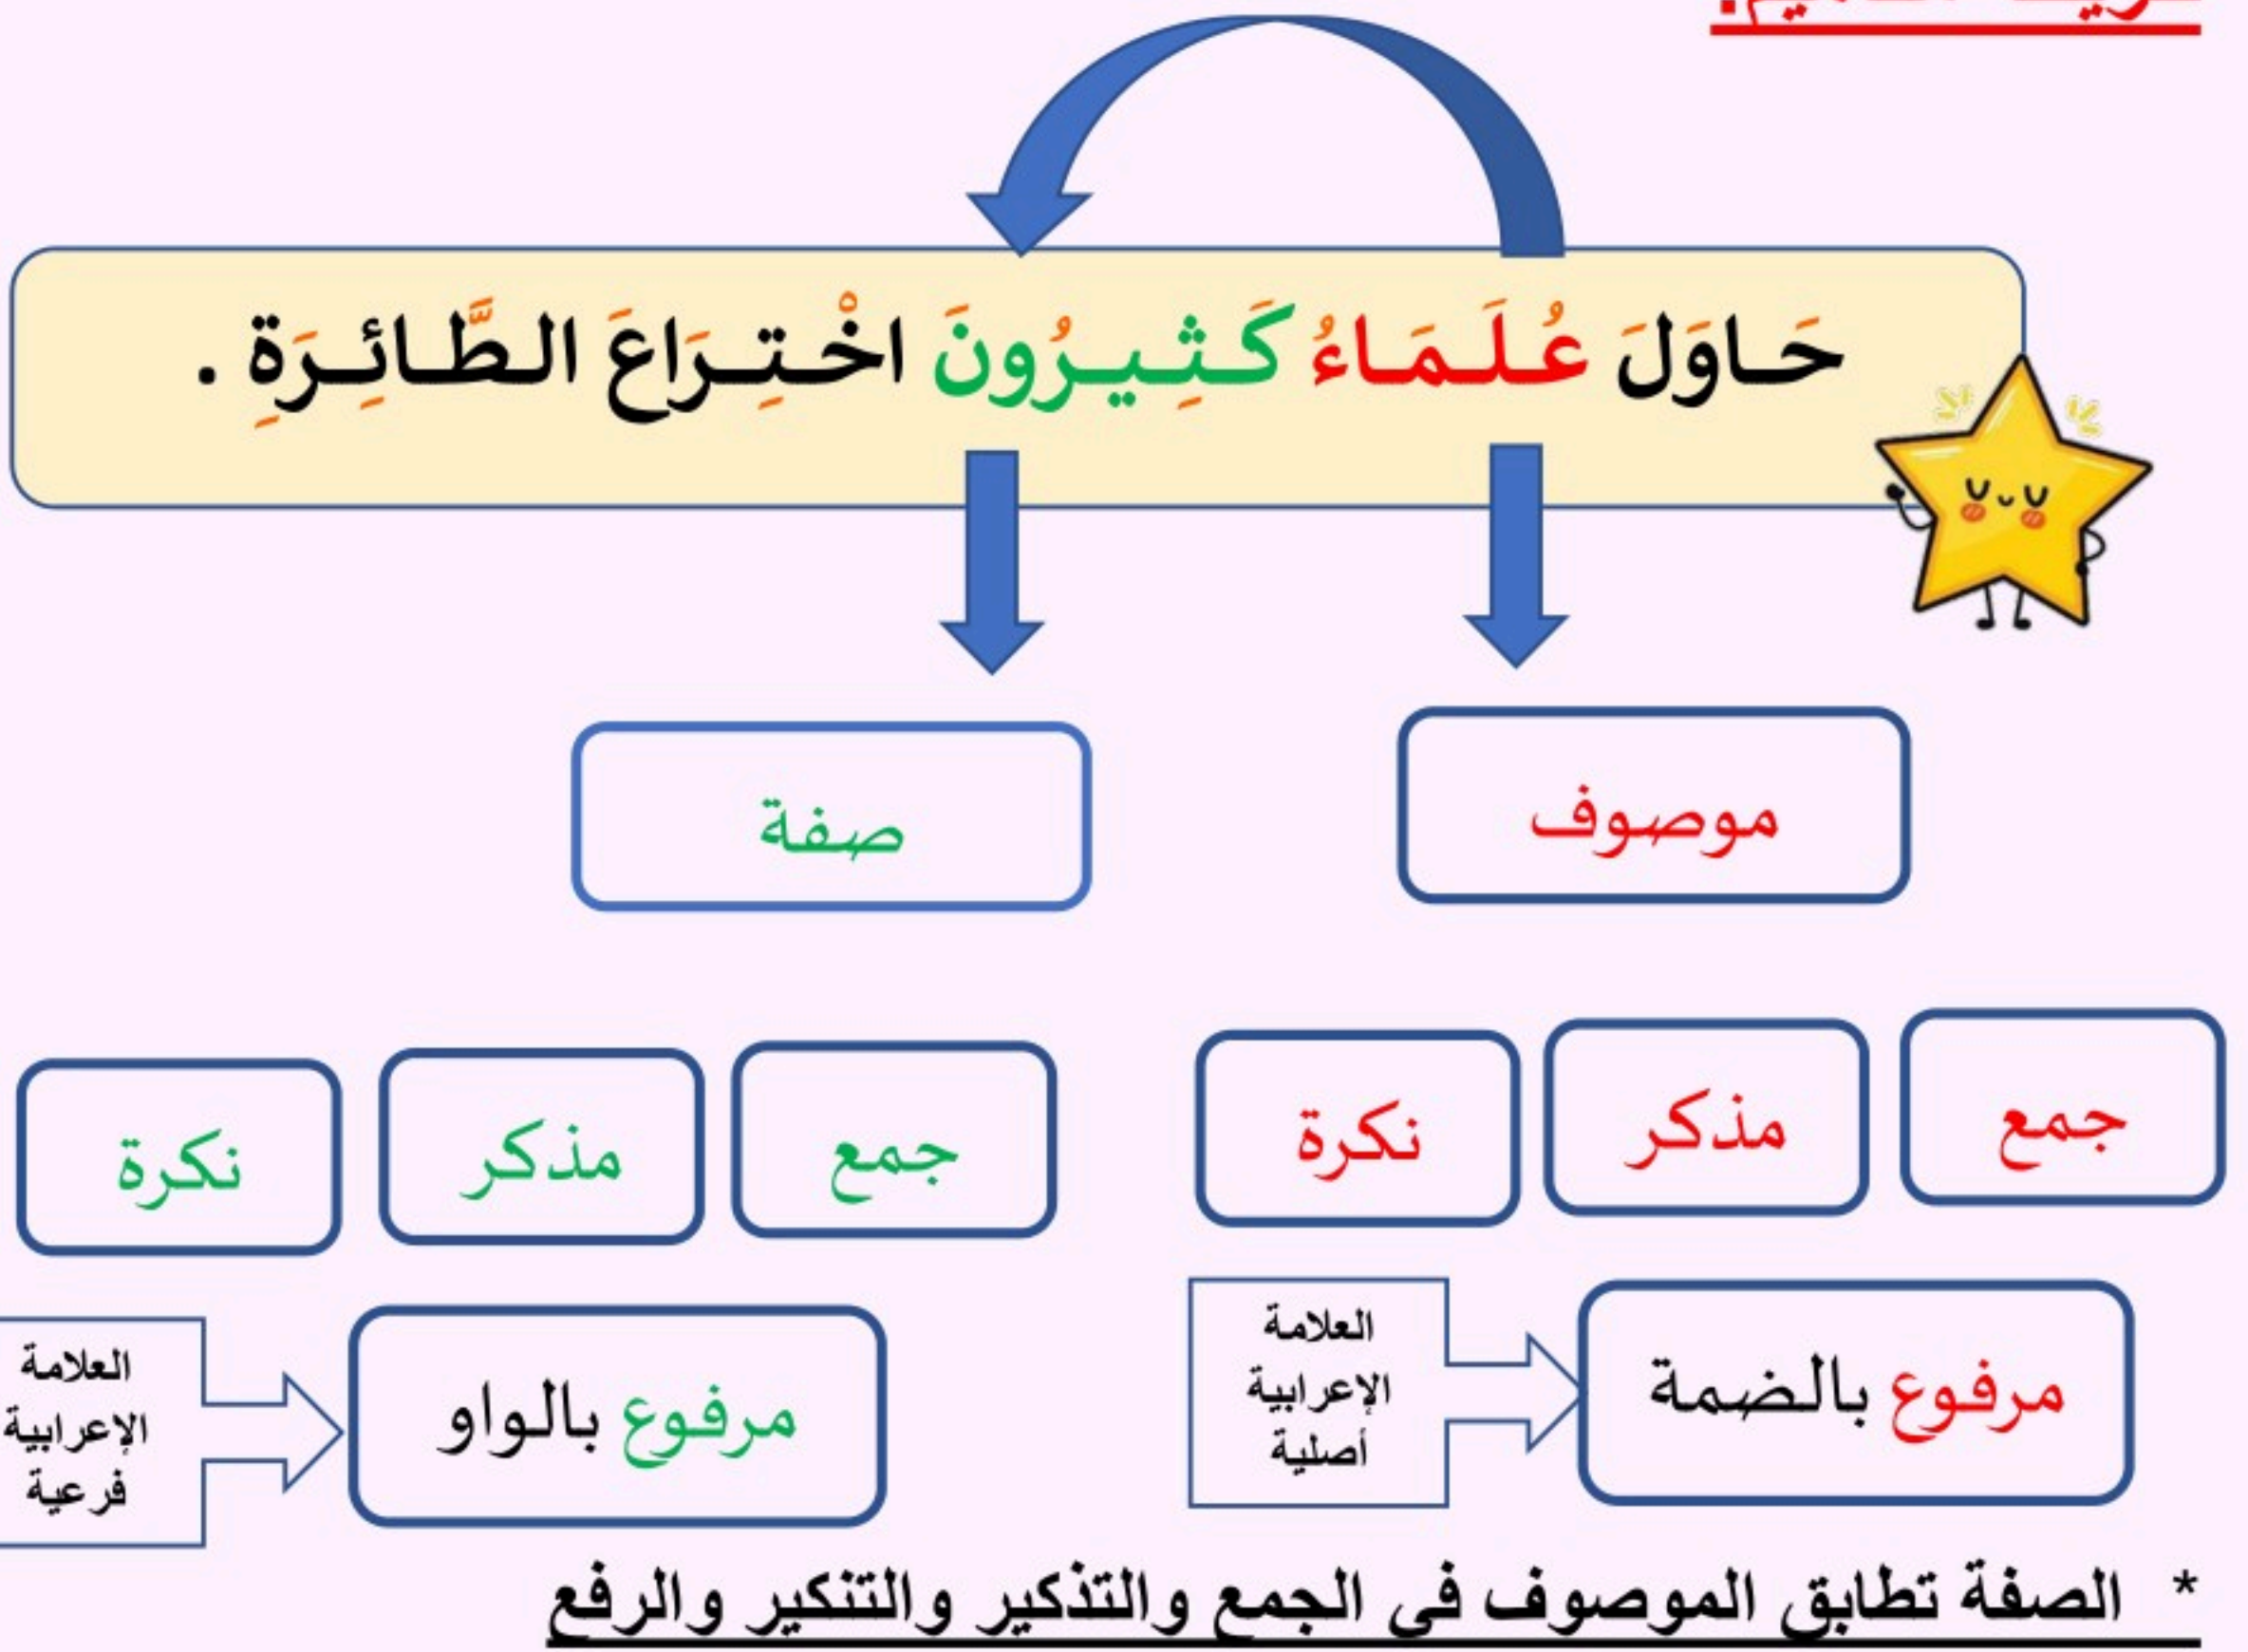 حَاوَلَ عُلَمَاءُ كَثِيرُونَ اخْتِرَاعَ الطَّائِرَةِ .
موصوف
صفة
جمع
مذكر
نكرة
جمع
مذكر
نكرة
مرفوع بالضمة
العلامة
الإعرابية
أصلية
مرفوع بالواو
العلامة
الإعرابية
فرعية
* الصفة تطابق الموصوف في الجمع والتذكير والتنكير والرفع